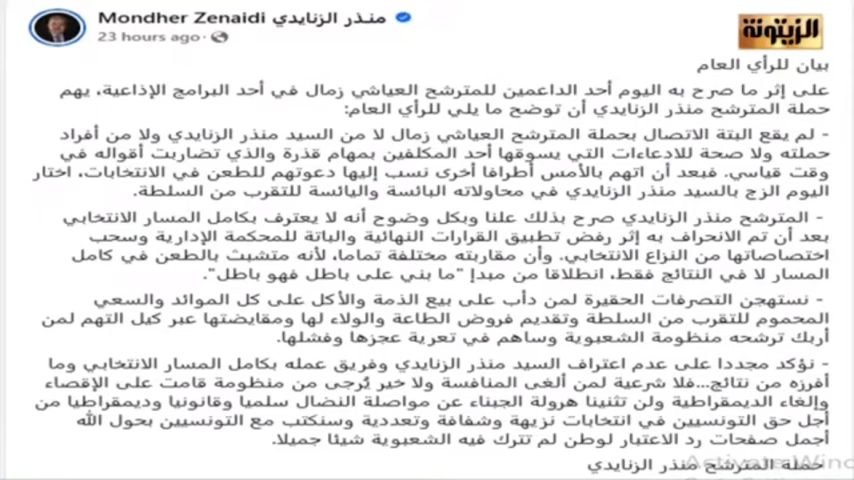 Mondher Zenaidi منذر الزنايدي
23 hours ago ·
الزيتونة
بيان للرأي العام
على إثر ما صرح به اليوم أحد الداعمين للمترشح العياشي زمال في أحد البرامج الإذاعية، يهم
حملة المترشح منذر الزنايدي أن توضح ما يلي للرأي العام:
- لم يقع البتة الاتصال بحملة المترشح العياشي زمال لا من السيد منذر الزنايدي ولا من أفراد
حملته ولا صحة للادعاءات التي يسوقها أحد المكلفين بمهام قذرة والذي تضاربت أقواله في
وقت قياسي. فبعد أن اتهم بالأمس أطرافا أخرى نسب إليها دعوتهم للطعن في الانتخابات، اختار
اليوم الزج بالسيد منذر الزنايدي في محاولاته البائسة واليائسة للتقرب من السلطة.
- المترشح منذر الزنايدي صرح بذلك علنا وبكل وضوح أنه لا يعترف بكامل المسار الانتخابي
بعد أن تم الانحراف به إثر رفض تطبيق القرارات النهائية والباتة للمحكمة الإدارية وسحب
اختصاصاتها من النزاع الانتخابي. وأن مقاربته مختلفة تماما، لأنه متشبث بالطعن في كامل
المسار لا في النتائج فقط، انطلاقا من مبدإ "ما بني على باطل فهو باطل".
- نستهجن التصرفات الحقيرة لمن دأب على بيع الذمة والأكل على كل الموائد والسعي
المحموم للتقرب من السلطة وتقديم فروض الطاعة والولاء لها ومقايضتها عبر كيل التهم لمن
أربك ترشحه منظومة الشعبوية وساهم في تعرية عجزها وفشلها.
- نؤكد مجددا على عدم اعتراف السيد منذر الزنايدي وفريق عمله بكامل المسار الانتخابي وما
أفرزه من نتائج...فلا شرعية لمن ألغى المنافسة ولا خير يُرجى من منظومة قامت على الإقصاء
وإلغاء الديمقراطية ولن تثنينا هرولة الجبناء عن مواصلة النضال سلميا وقانونيا وديمقراطيا من
أجل حق التونسيين في انتخابات نزيهة وشفافة وتعددية وسنكتب مع التونسيين بحول الله
أجمل صفحات رد الاعتبار لوطن لم تترك فيه الشعبوية شيئا جميلا.
حملة المترشح منذر الزنايدي
Activate Windo